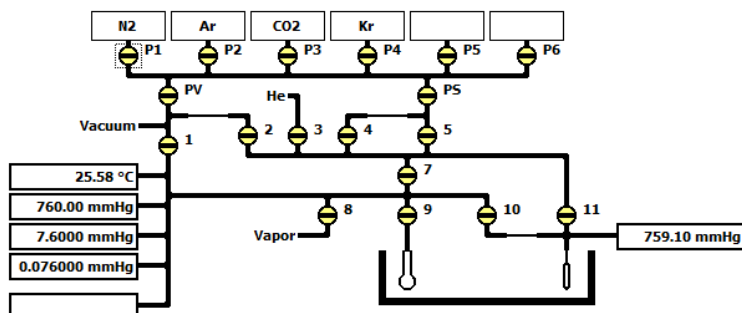 N2 Ar CO2 Kr
P1 P2 P3 P4 P5 P6
PV PS
He
Vacuum
1 2 3 4 5
25.58 °C
7
760.00 mmHg
8 9 10 11
7.6000 mmHg
Vapor
759.10 mmHg
0.076000 mmHg